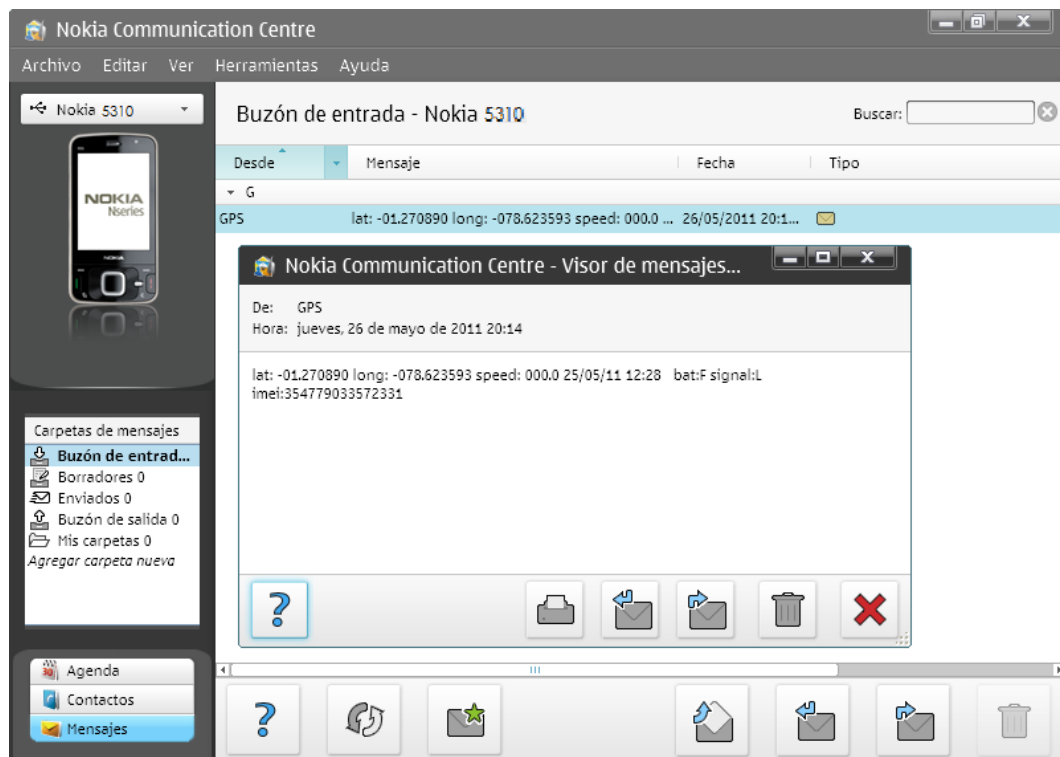 Nokia Communication Centre
Archivo Editar Ver Herramientas Ayuda
Nokia 5310
NOKIA
Nseries
NOKIA
Buzón de entrada - Nokia 5310
Buscar:
Desde Mensaje Fecha Tipo
G
GPS lat: -01.270890 long: -078.623593 speed: 000.0 ... 26/05/2011 20:1...
Nokia Communication Centre - Visor de mensajes...
De: GPS
Hora: jueves, 26 de mayo de 2011 20:14
lat: -01.270890 long: -078.623593 speed: 000.0 25/05/11 12:28 bat:F signal:L
imei:354779033572331
Carpetas de mensajes
Buzón de entrad...
Borradores 0
Enviados 0
Buzón de salida 0
Mis carpetas 0
Agregar carpeta nueva
Agenda
Contactos
Mensajes